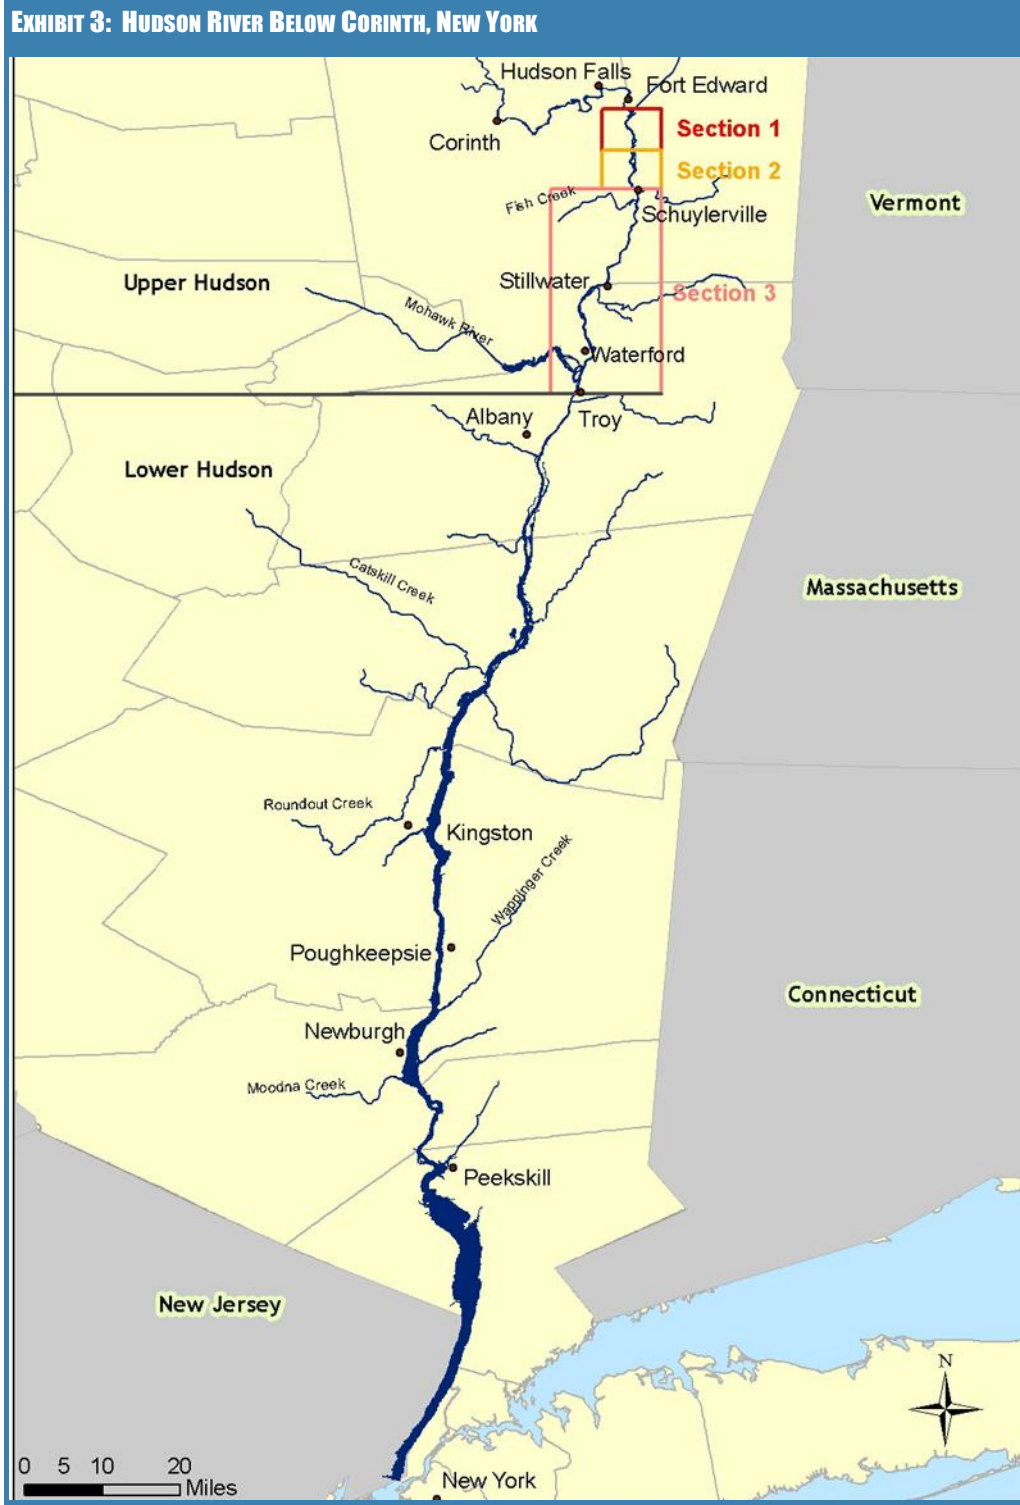 EXHIBIT 3: HUDSON RIVER BELOW CORINTH, NEW YORK
Hudson Falls
Fort Edward
Corinth
Section 1
Section 2
Fish Creek
Vermont
Schuylerville
Upper Hudson
Stillwater
Section 3
Mohawk River
Waterford
Albany
Troy
Lower Hudson
Catskill Creek
Massachusetts
Roundout Creek
Kingston
Wappinger Creek
Poughkeepsie
Connecticut
Newburgh
Moodna Creek
Peekskill
New Jersey
N
0 5 10 20
Miles
New York